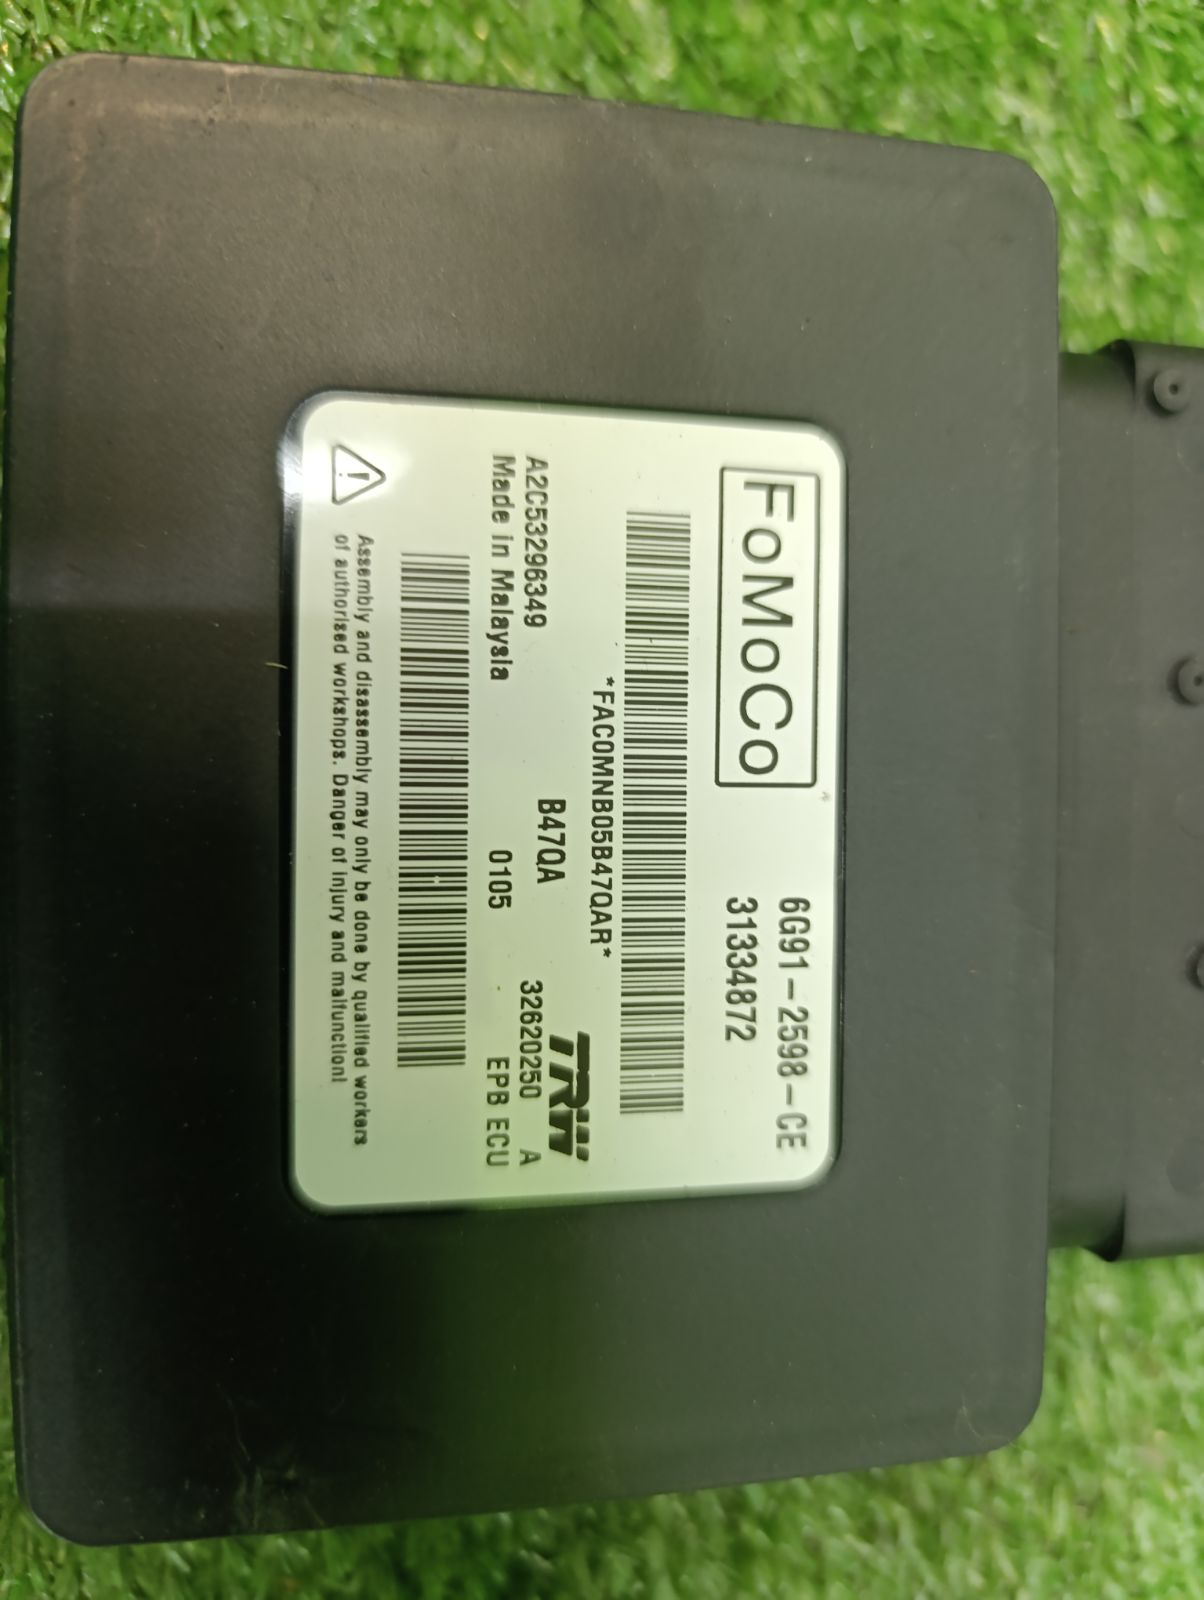 FoMoCo
6G91-2598-CE
31334872
*FAC0MNB05B47QAR*
A2C53296349
B47QA
TRW
32620250 A
Made in Malaysia
0105
EPB ECU
Assembly and disassembly may only be done by qualified workers
of authorised workshops. Danger of injury and malfunction!